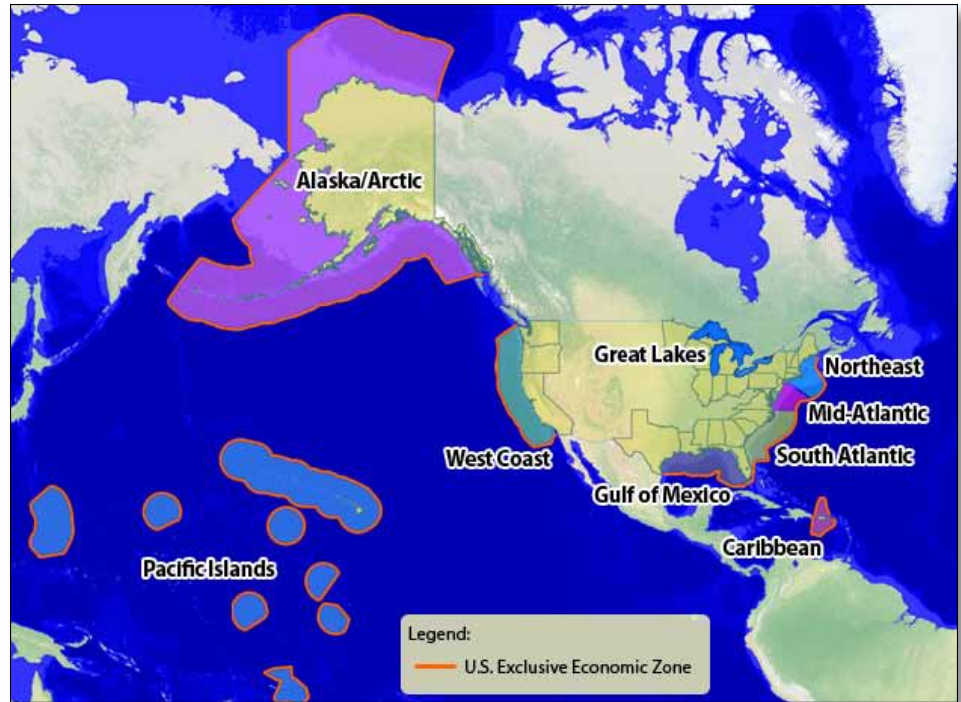 Alaska/Arctic
Great Lakes
Northeast
Mid-Atlantic
West Coast
South Atlantic
Gulf of Mexico
Caribbean
Pacific Islands
Legend:
U.S. Exclusive Economic Zone